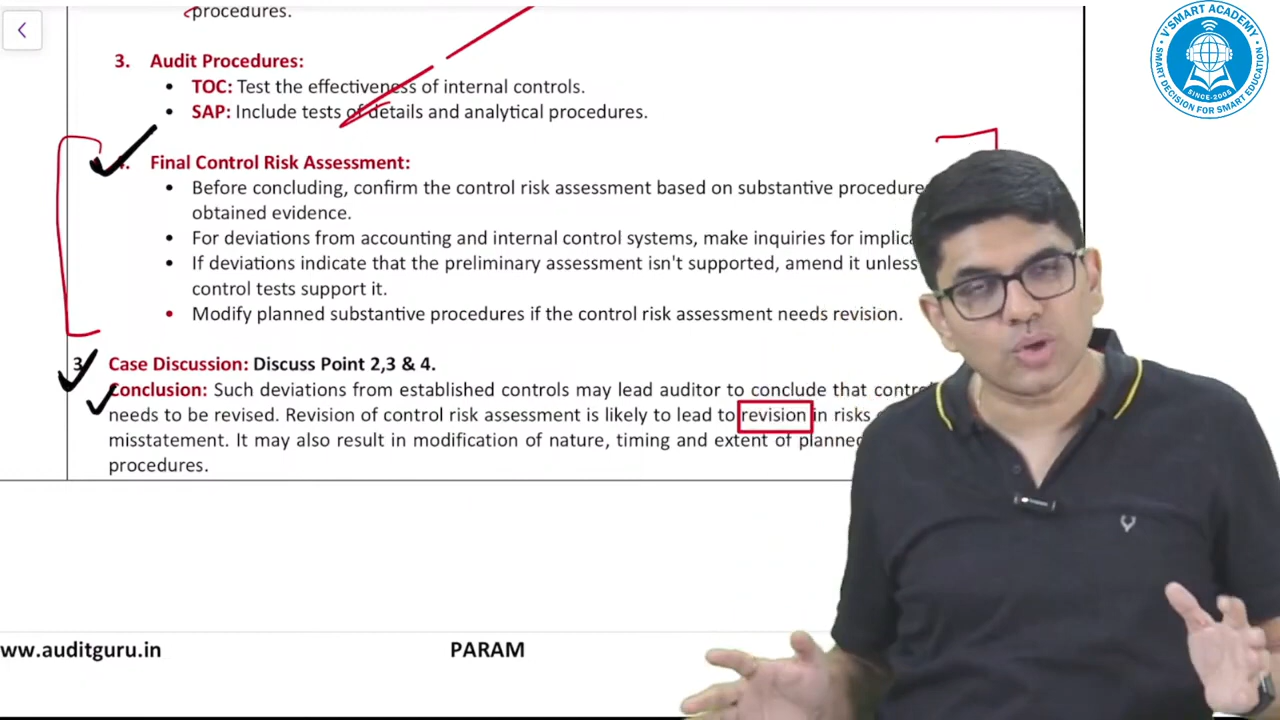 procedures.
3. Audit Procedures:
• TOC: Test the effectiveness of internal controls.
• SAP: Include tests of details and analytical procedures.
Final Control Risk Assessment:
• Before concluding, confirm the control risk assessment based on substantive procedure
obtained evidence.
• For deviations from accounting and internal control systems, make inquiries for implica
• If deviations indicate that the preliminary assessment isn't supported, amend it unless
control tests support it.
• Modify planned substantive procedures if the control risk assessment needs revision.
3 Case Discussion: Discuss Point 2,3 & 4.
Conclusion: Such deviations from established controls may lead auditor to conclude that contro
needs to be revised. Revision of control risk assessment is likely to lead to revision in risks
misstatement. It may also result in modification of nature, timing and extent of planned
procedures.
ww.auditguru.in
PARAM
V'SMART ACADEMY
SMART DECISION FOR SMART EDUCATION
SINCE-2005